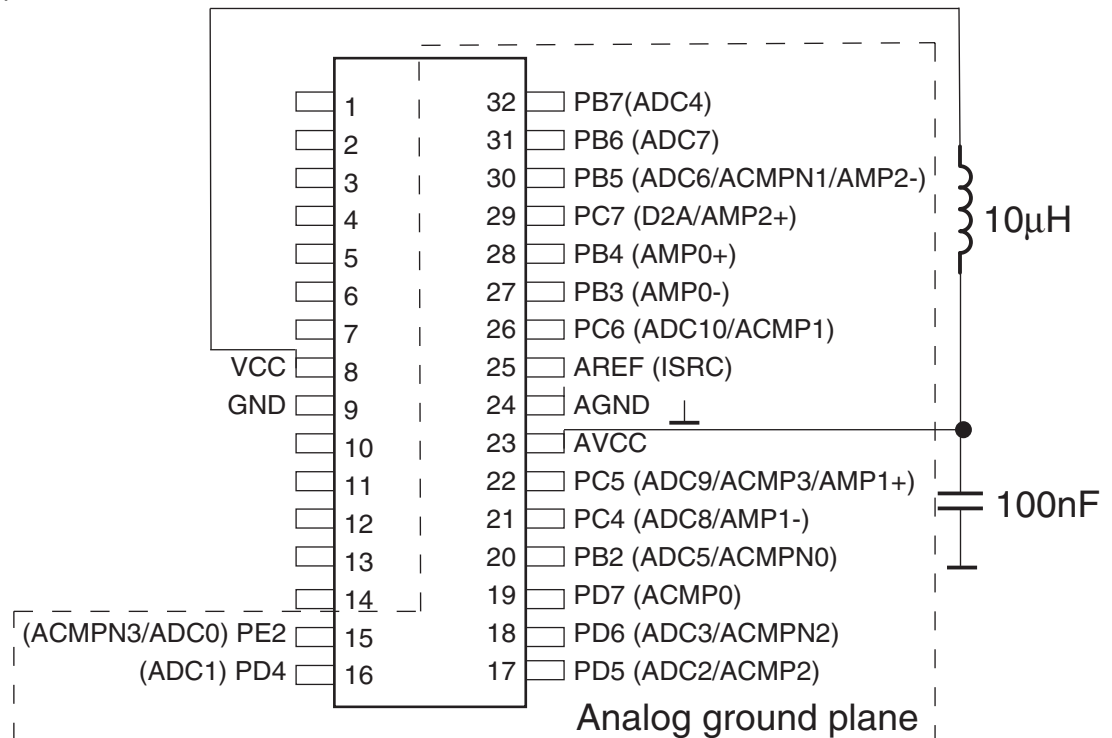 1
2
3
4
5
6
7
VCC 8
GND 9
10
11
12
13
14
(ACMPN3/ADC0) PE2 15
(ADC1) PD4 16
32 PB7(ADC4)
31 PB6 (ADC7)
30 PB5 (ADC6/ACMPN1/AMP2-)
29 PC7 (D2A/AMP2+)
28 PB4 (AMP0+)
27 PB3 (AMP0-)
26 PC6 (ADC10/ACMP1)
25 AREF (ISRC)
24 AGND
23 AVCC
22 PC5 (ADC9/ACMP3/AMP1+)
21 PC4 (ADC8/AMP1-)
20 PB2 (ADC5/ACMPN0)
19 PD7 (ACMP0)
18 PD6 (ADC3/ACMPN2)
17 PD5 (ADC2/ACMP2)
10µH
100nF
Analog ground plane